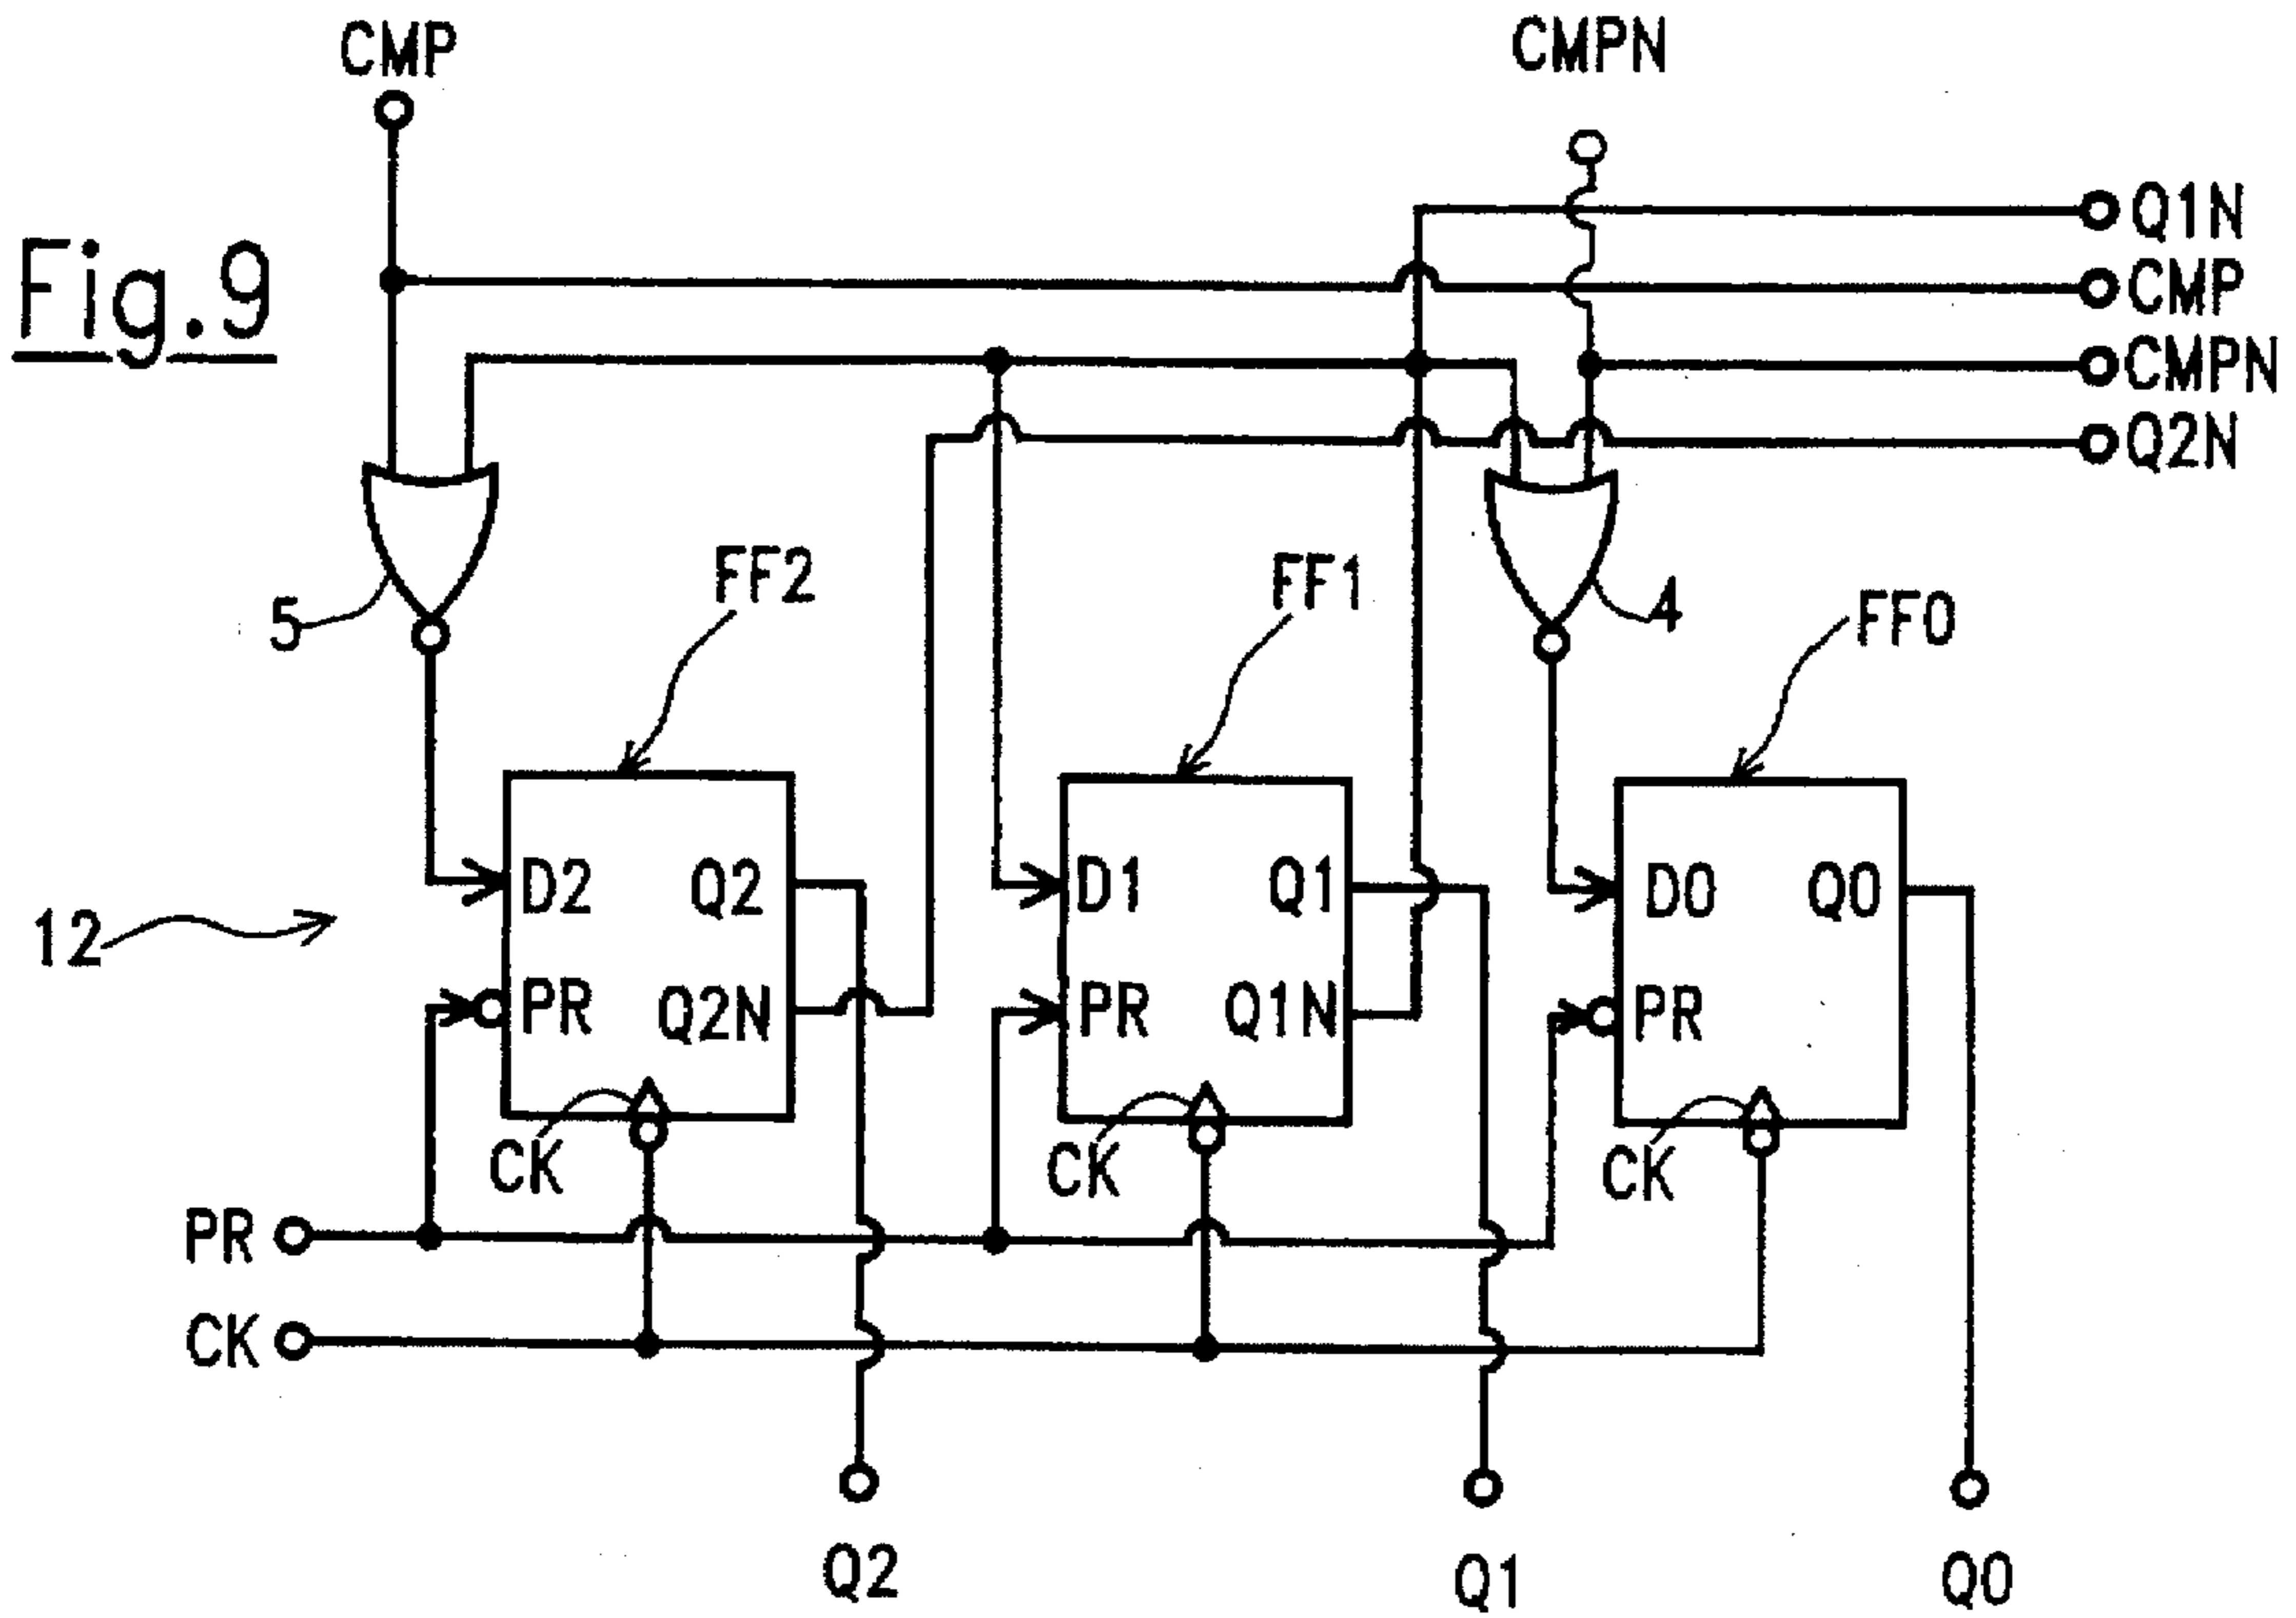 CMP
CMPN
Q1N
Fig.9
CMP
CMPN
Q2N
5
FF2
FF1
4
FF0
D2 Q2
D1 Q1
D0 Q0
12
PR Q2N
PR Q1N
PR
CK
CK
CK
PR
CK
Q2
Q1
Q0